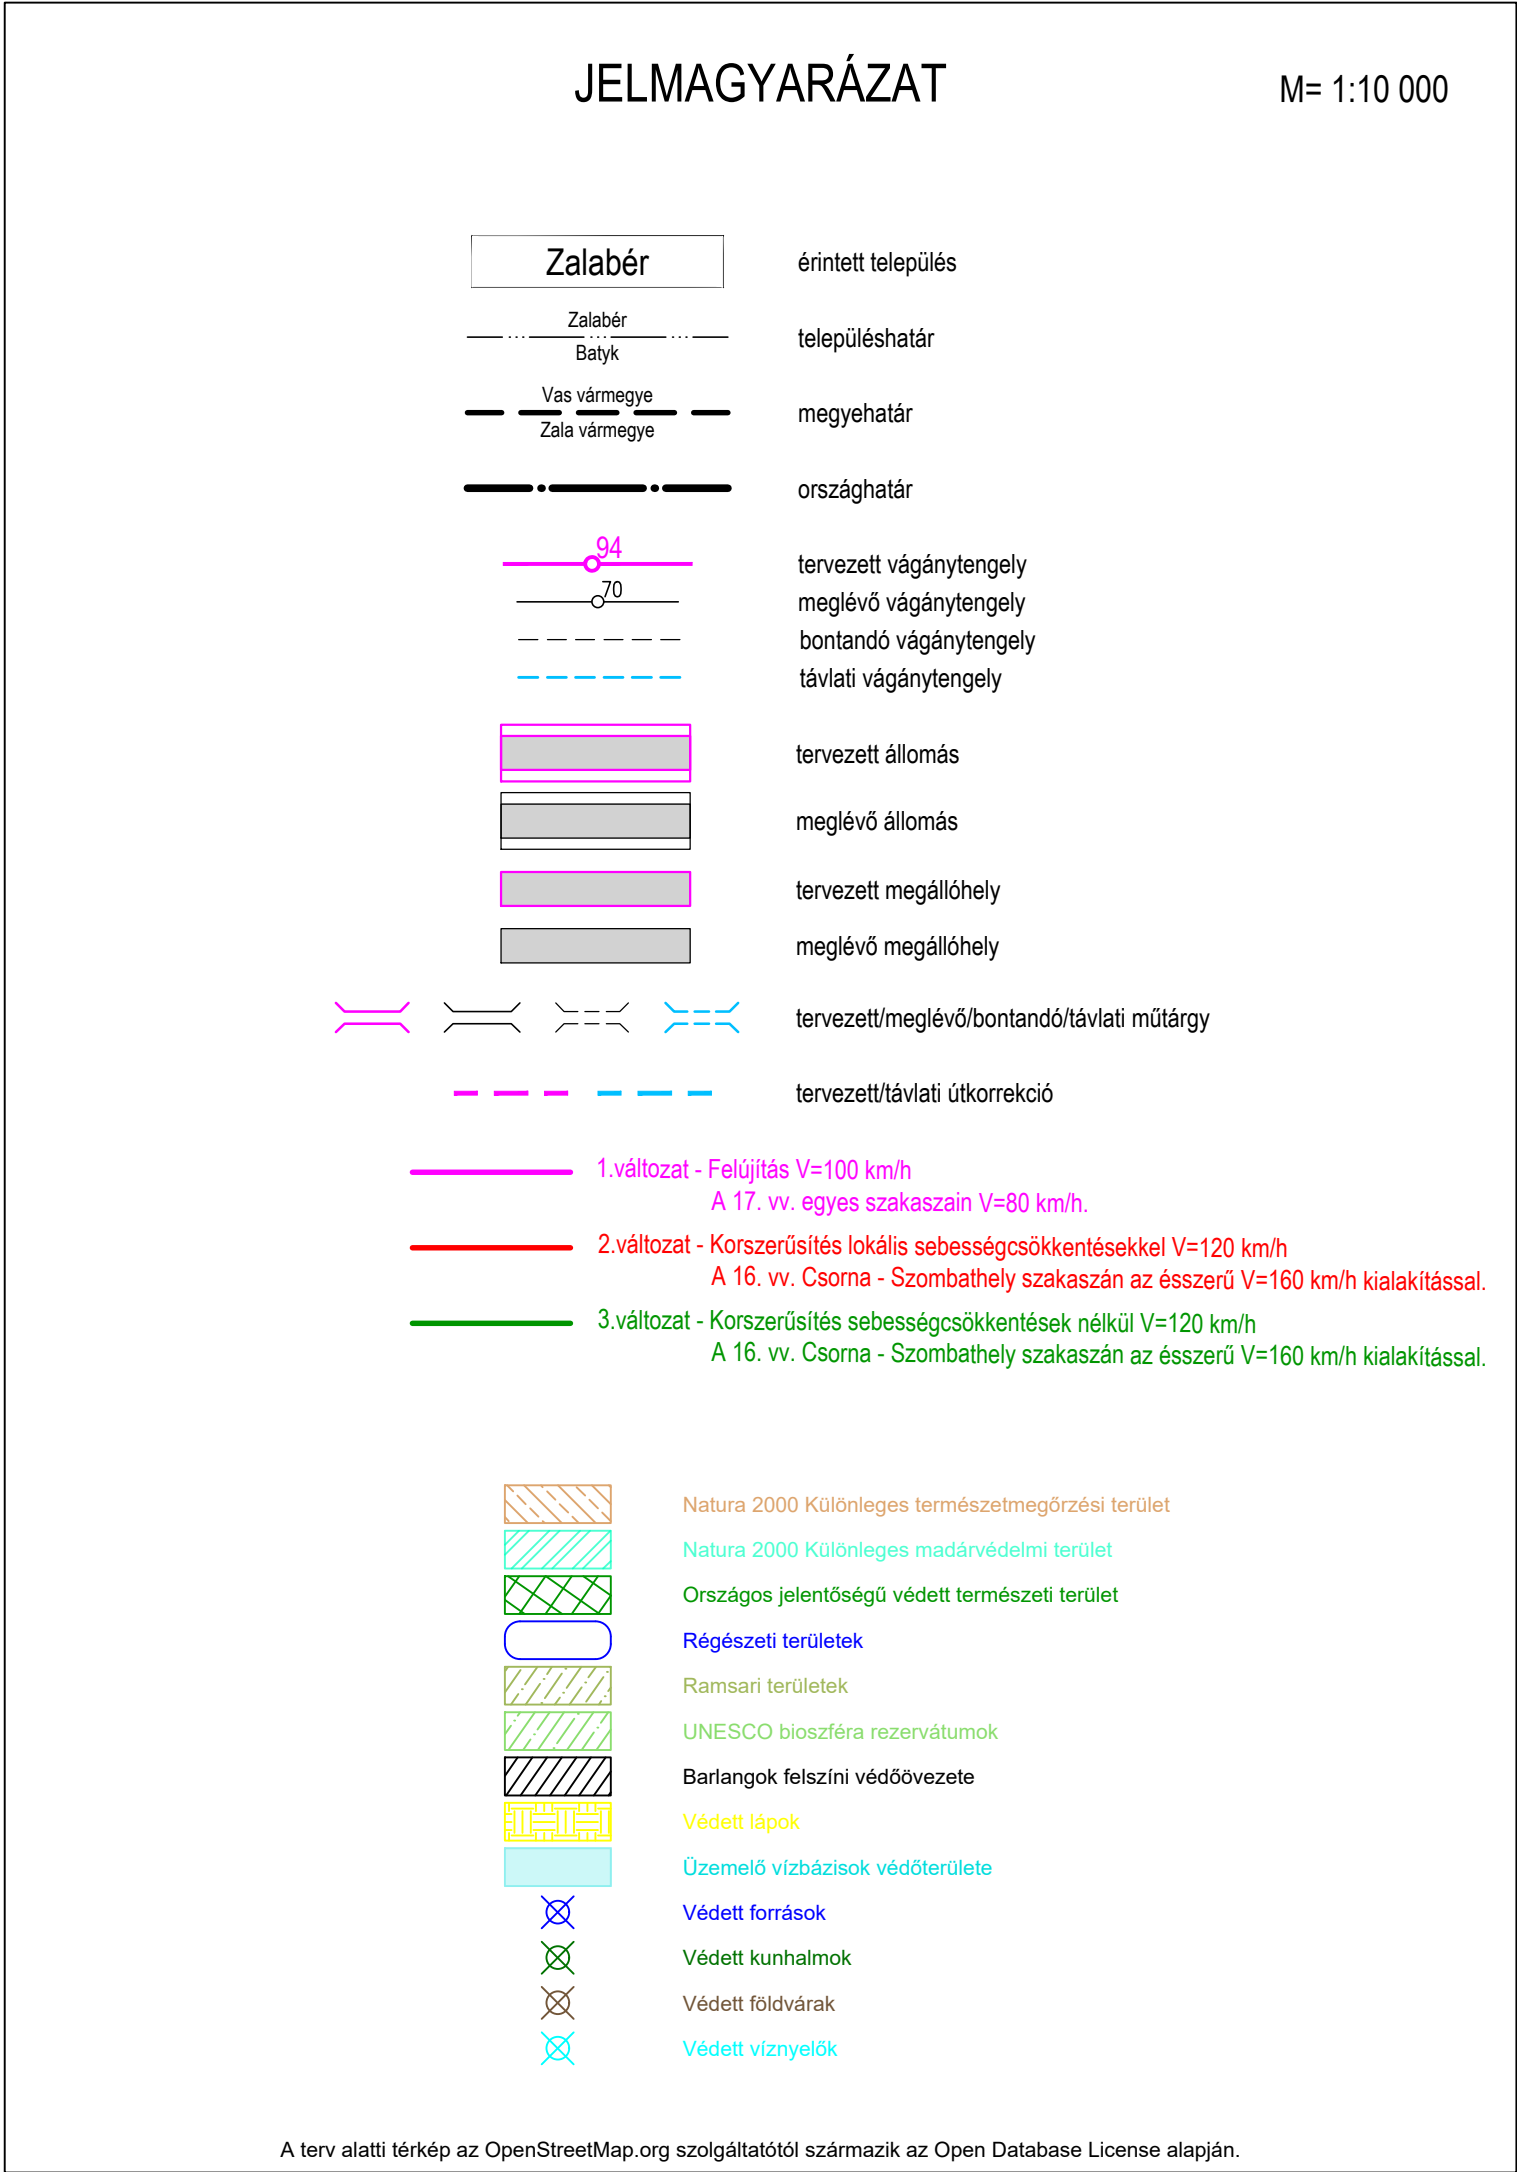 JELMAGYARÁZAT
M= 1:10 000
Zalabér
érintett település
Zalabér
településhatár
Batyk
Vas vármegye
megyehatár
Zala vármegye
országhatár
94
tervezett vágánytengely
70
meglévő vágánytengely
bontandó vágánytengely
távlati vágánytengely
tervezett állomás
meglévő állomás
tervezett megállóhely
meglévő megállóhely
tervezett/meglévő/bontandó/távlati műtárgy
tervezett/távlati útkorrekció
1.változat - Felújítás V=100 km/h
A 17. vv. egyes szakaszain V=80 km/h.
2.változat - Korszerűsítés lokális sebességcsökkentésekkel V=120 km/h
A 16. vv. Csorna - Szombathely szakaszán az ésszerű V=160 km/h kialakítással.
3.változat - Korszerűsítés sebességcsökkentések nélkül V=120 km/h
A 16. vv. Csorna - Szombathely szakaszán az ésszerű V=160 km/h kialakítással.
Natura 2000 Különleges természetmegőrzési terület
Natura 2000 Különleges madárvédelmi terület
Országos jelentőségű védett természeti terület
Régészeti területek
Ramsari területek
UNESCO bioszféra rezervátumok
Barlangok felszíni védőövezete
Védett lápok
Üzemelő vízbázisok védőterülete
Védett források
Védett kunhalmok
Védett földvárak
Védett víznyelők
A terv alatti térkép az OpenStreetMap.org szolgáltatótól származik az Open Database License alapján.